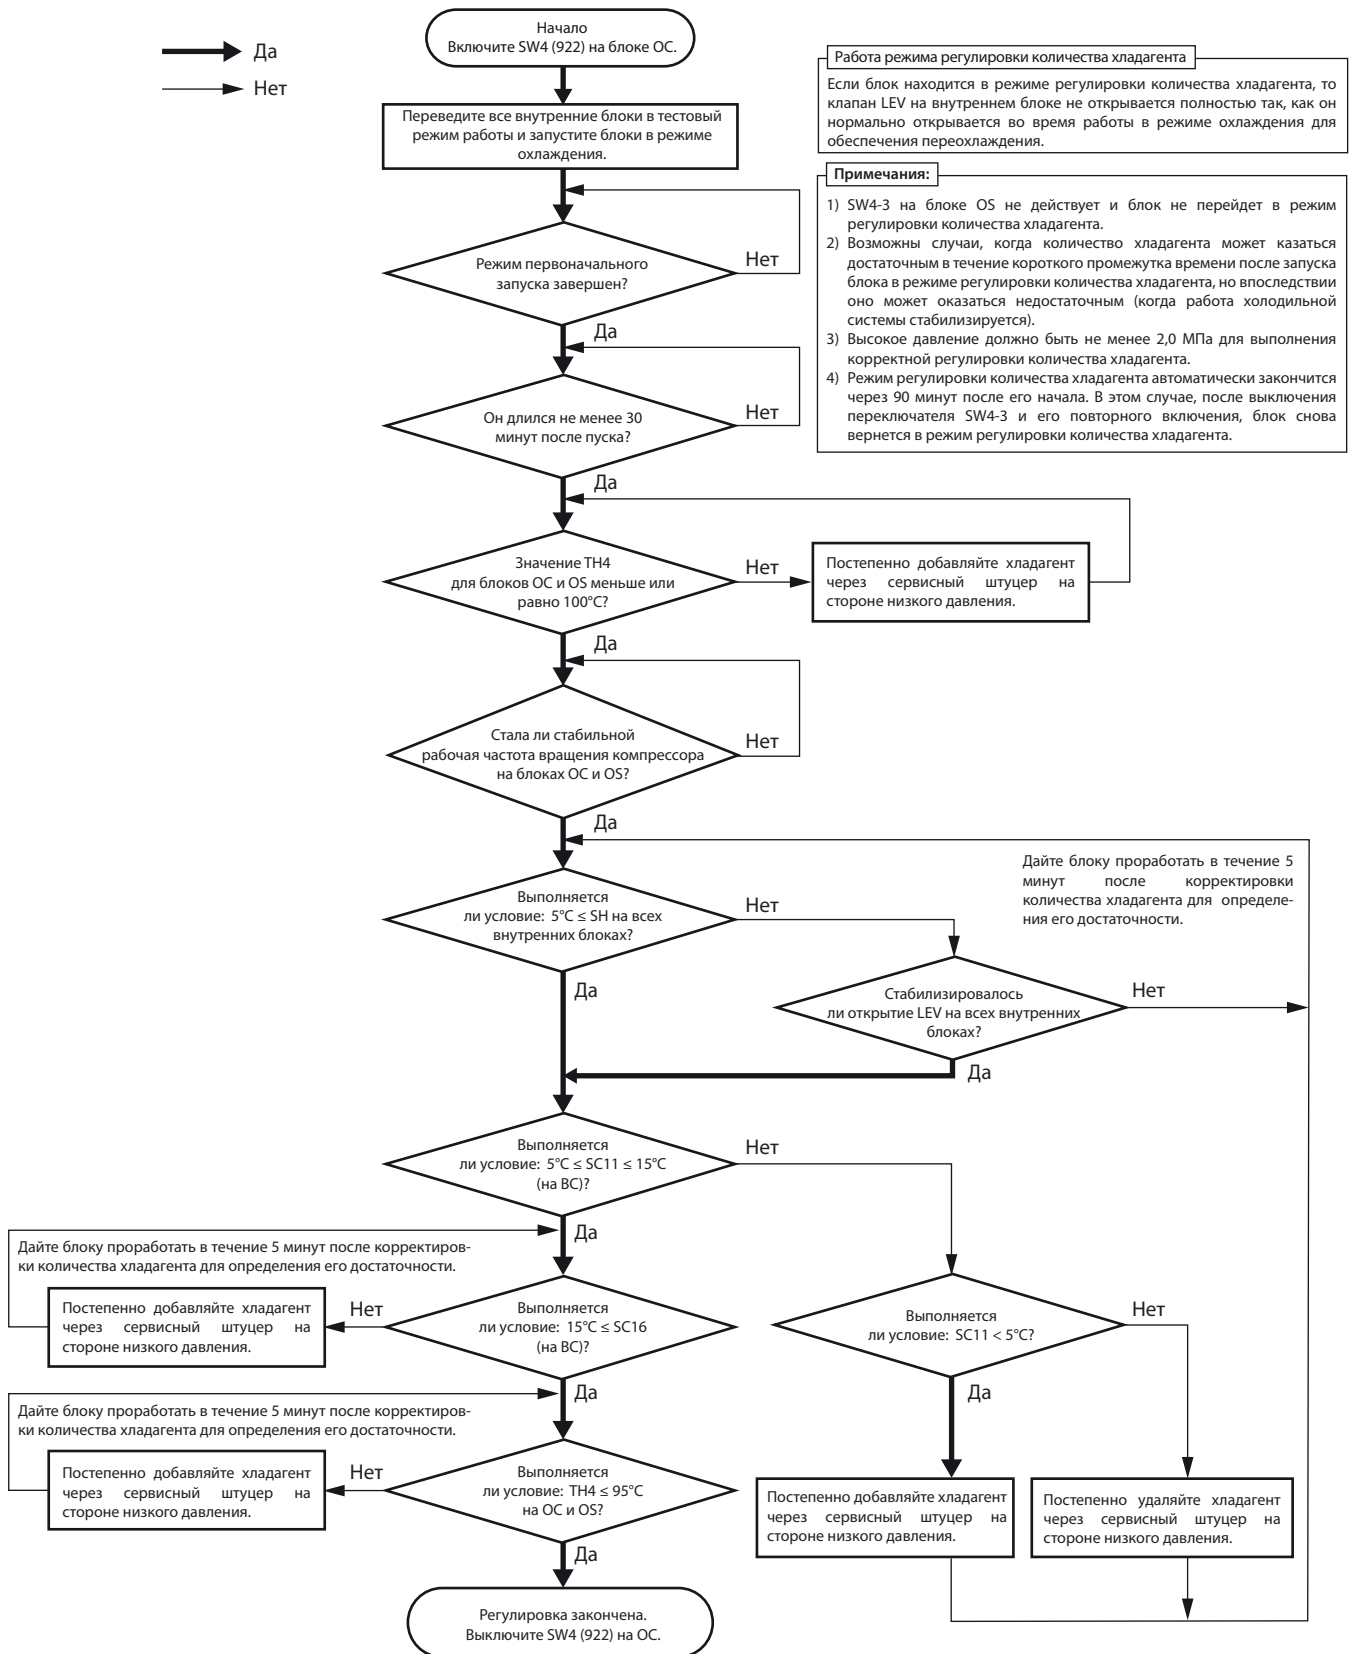 Да
Нет
Начало
Включите SW4 (922) на блоке OC.
Переведите все внутренние блоки в тестовый
режим работы и запустите блоки в режиме
охлаждения.
Работа режима регулировки количества хладагента
Если блок находится в режиме регулировки количества хладагента, то
клапан LEV на внутреннем блоке не открывается полностью так, как он
нормально открывается во время работы в режиме охлаждения для
обеспечения переохлаждения.
Примечания:
1) SW4-3 на блоке OS не действует и блок не перейдет в режим
регулировки количества хладагента.
2) Возможны случаи, когда количество хладагента может казаться
достаточным в течение короткого промежутка времени после запуска
блока в режиме регулировки количества хладагента, но впоследствии
оно может оказаться недостаточным (когда работа холодильной
системы стабилизируется).
3) Высокое давление должно быть не менее 2,0 МПа для выполнения
корректной регулировки количества хладагента.
4) Режим регулировки количества хладагента автоматически закончится
через 90 минут после его начала. В этом случае, после выключения
переключателя SW4-3 и его повторного включения, блок снова
вернется в режим регулировки количества хладагента.
Режим первоначального
запуска завершен?
Нет
Да
Он длился не менее 30
минут после пуска?
Нет
Да
Значение TH4
для блоков OC и OS меньше или
равно 100°C?
Нет
Постепенно добавляйте хладагент
через сервисный штуцер на
стороне низкого давления.
Да
Стала ли стабильной
рабочая частота вращения компрессора
на блоках OC и OS?
Нет
Да
Дайте блоку проработать в течение 5
минут после корректировки
количества хладагента для определе-
ния его достаточности.
Выполняется
ли условие: 5°C ≤ SH на всех
внутренних блоках?
Нет
Да
Стабилизировалось
ли открытие LEV на всех внутренних
блоках?
Нет
Да
Выполняется
ли условие: 5°C ≤ SC11 ≤ 15°C
(на BC)?
Нет
Да
Дайте блоку проработать в течение 5 минут после корректиров-
ки количества хладагента для определения его достаточности.
Постепенно добавляйте хладагент
через сервисный штуцер на
стороне низкого давления.
Нет
Выполняется
ли условие: 15°C ≤ SC16
(на BC)?
Выполняется
ли условие: SC11 < 5°C?
Нет
Да
Да
Дайте блоку проработать в течение 5 минут после корректиров-
ки количества хладагента для определения его достаточности.
Постепенно добавляйте хладагент
через сервисный штуцер на
стороне низкого давления.
Нет
Выполняется
ли условие: TH4 ≤ 95°C
на OC и OS?
Постепенно добавляйте хладагент
через сервисный штуцер на
стороне низкого давления.
Постепенно удаляйте хладагент
через сервисный штуцер на
стороне низкого давления.
Да
Регулировка закончена.
Выключите SW4 (922) на OC.